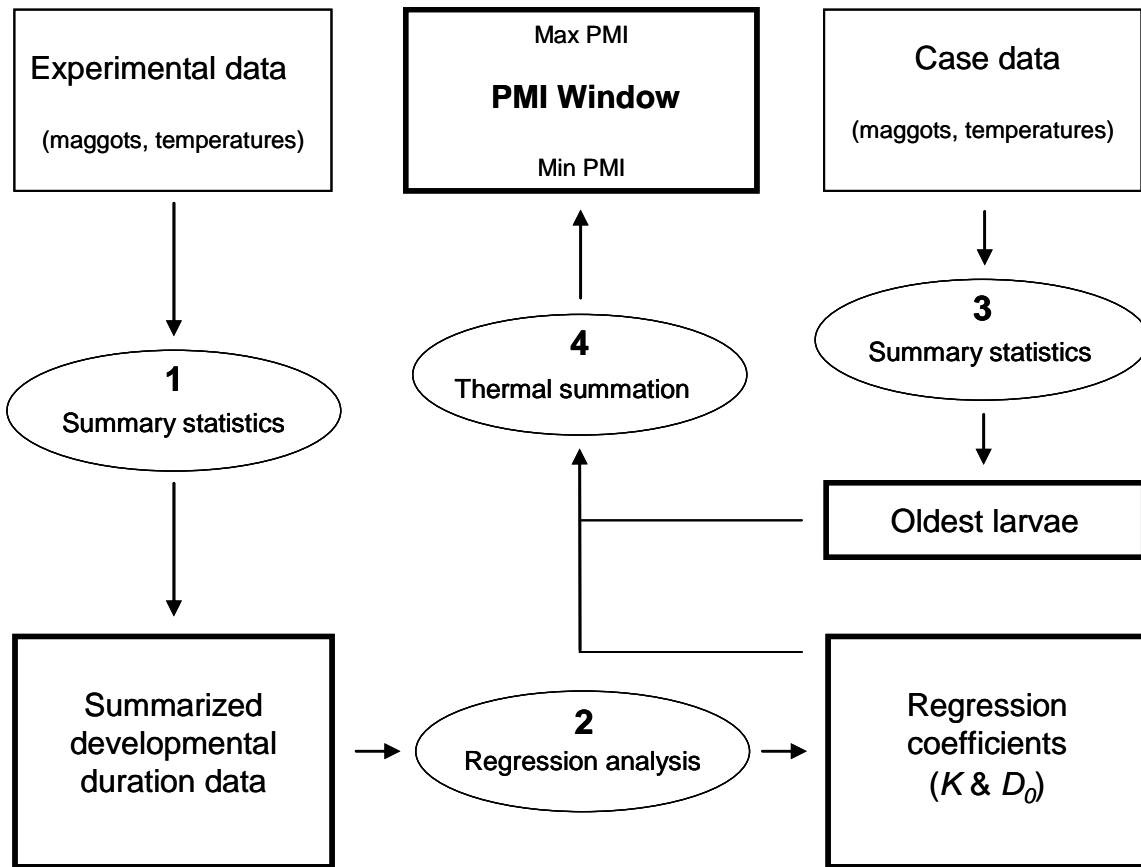 Experimental data
(maggots, temperatures)
Max PMI
PMI Window
Min PMI
Case data
(maggots, temperatures)
1
Summary statistics
4
Thermal summation
3
Summary statistics
Oldest larvae
Summarized
developmental
duration data
2
Regression analysis
Regression
coefficients
(K & D₀)